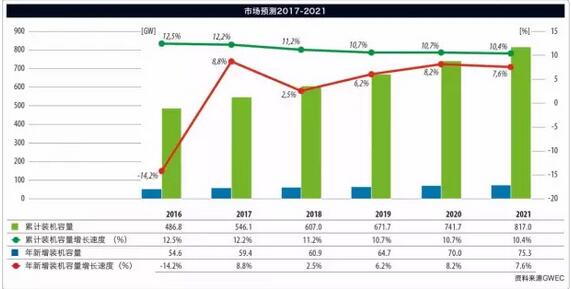 市场预测2017-2021
[GW] [%]
900 15
800 10
700 5
600 0
500 -5
400 -10
300 -15
200 -20
100
0
12,5% 12,2% 11,2% 10,7% 10,7% 10,4%
-14,2% 8,8% 2,5% 6,2% 8,2% 7,6%
2016 2017 2018 2019 2020 2021
累计装机容量 486.8 546.1 607.0 671.7 741.7 817.0
累计装机容量增长速度 (%) 12.5% 12.2% 11.2% 10.7% 10.7% 10.4%
年新增装机容量 54.6 59.4 60.9 64.7 70.0 75.3
年新增装机容量增长速度 (%) -14.2% 8.8% 2.5% 6.2% 8.2% 7.6%
资料来源GWEC